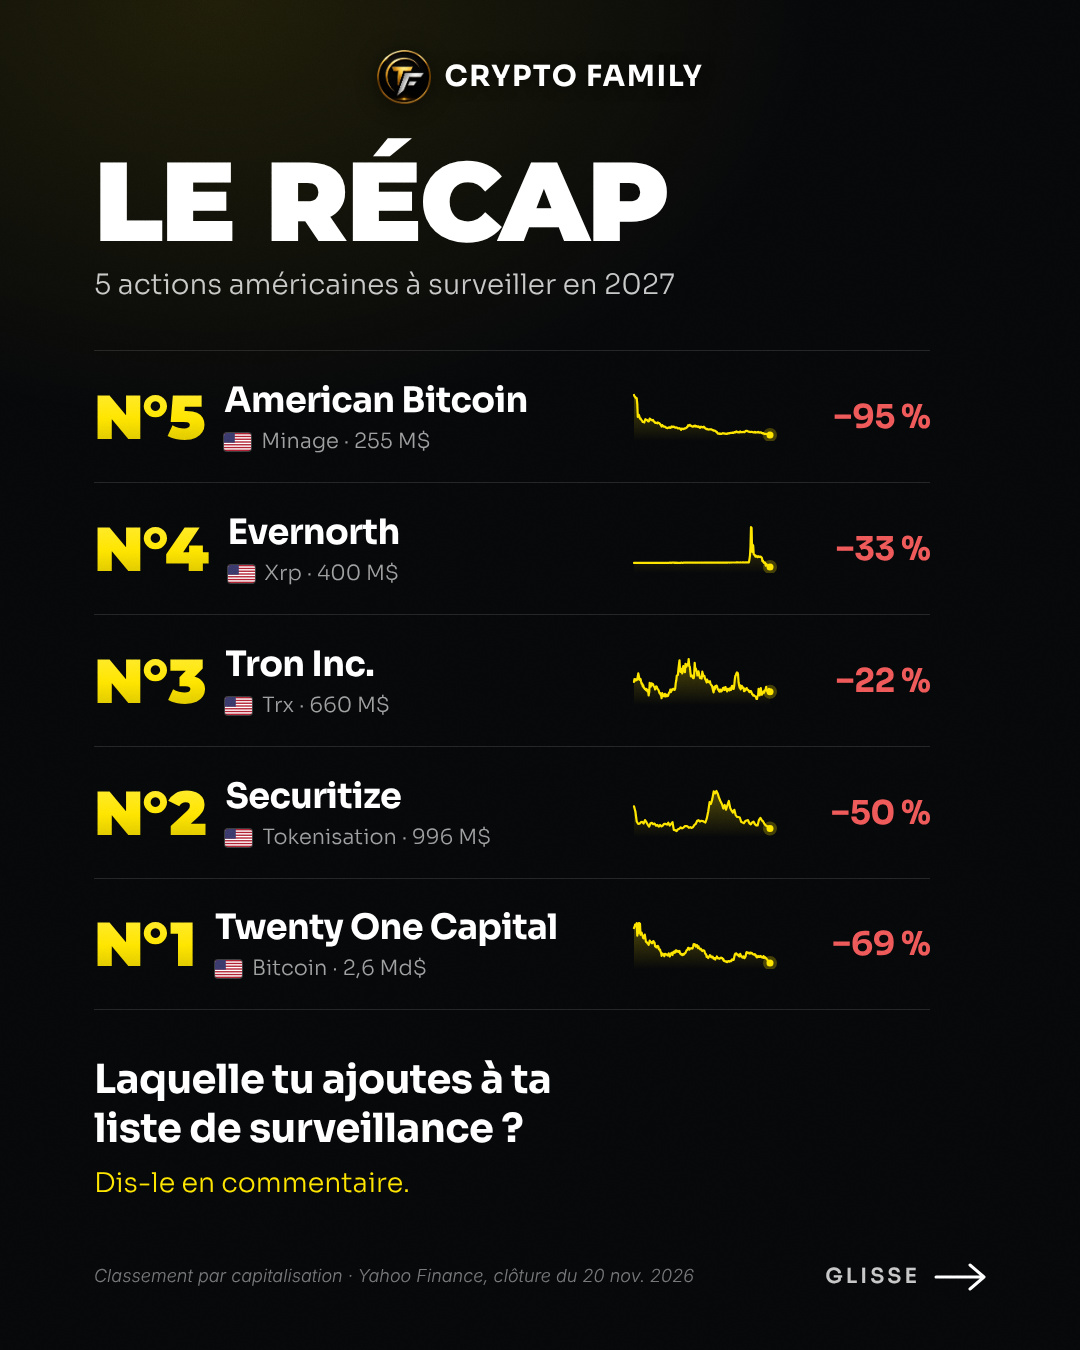 TF CRYPTO FAMILY
LE RÉCAP
5 actions américaines à surveiller en 2027
N°5 American Bitcoin −95 %
Minage · 255 M$
N°4 Evernorth −33 %
Xrp · 400 M$
N°3 Tron Inc. −22 %
Trx · 660 M$
N°2 Securitize −50 %
Tokenisation · 996 M$
N°1 Twenty One Capital −69 %
Bitcoin · 2,6 Md$
Laquelle tu ajoutes à ta
liste de surveillance ?
Dis-le en commentaire.
Classement par capitalisation · Yahoo Finance, clôture du 20 nov. 2026
GLISSE